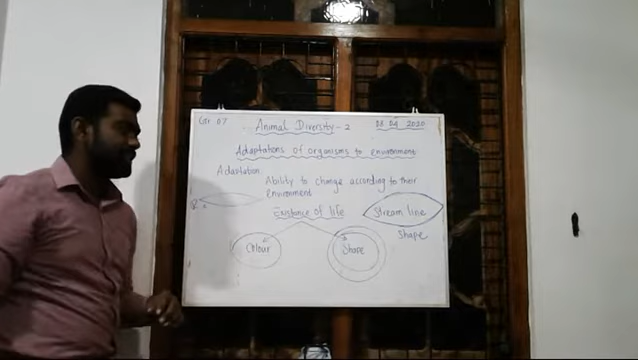 Gr 07
Animal Diversity - 2
28 04 2020
Adaptations of organisms to environment
Adaptation
Ability to change according to their
environment
Existence of life
Stream line
shape
Colour
Shape